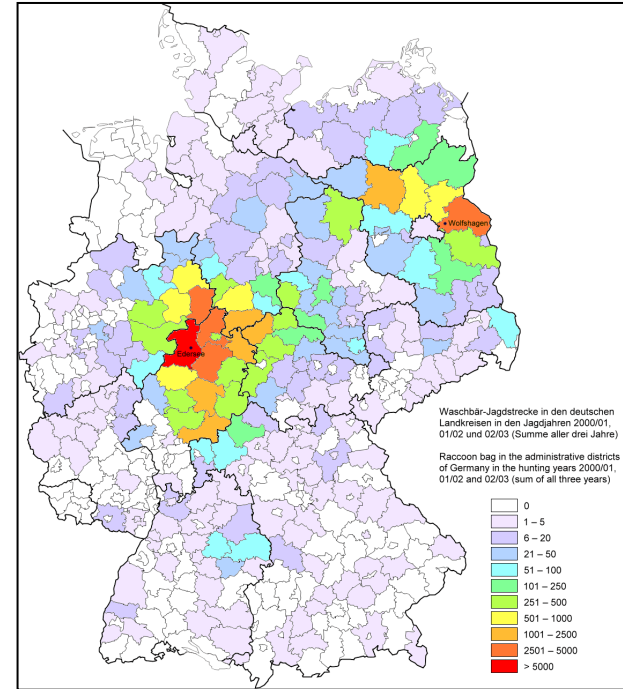 Wolfshagen
Edersee
Waschbär-Jagdstrecke in den deutschen
Landkreisen in den Jagdjahren 2000/01,
01/02 und 02/03 (Summe aller drei Jahre)
Raccoon bag in the administrative districts
of Germany in the hunting years 2000/01,
01/02 and 02/03 (sum of all three years)
0
1 – 5
6 – 20
21 – 50
51 – 100
101 – 250
251 – 500
501 – 1000
1001 – 2500
2501 – 5000
> 5000